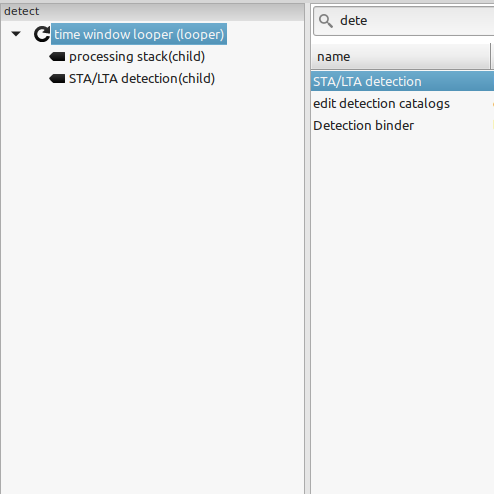 detect
time window looper (looper)
processing stack(child)
STA/LTA detection(child)
dete
name
STA/LTA detection
edit detection catalogs
Detection binder